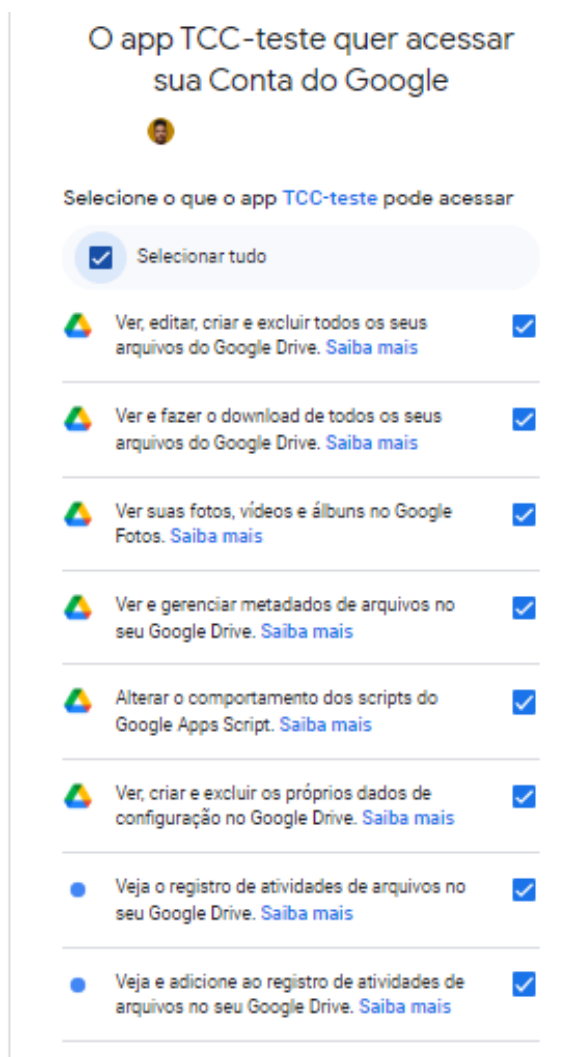 O app TCC-teste quer acessar
sua Conta do Google
Selecione o que o app TCC-teste pode acessar
Selecionar tudo
Ver, editar, criar e excluir todos os seus
arquivos do Google Drive. Saiba mais
Ver e fazer o download de todos os seus
arquivos do Google Drive. Saiba mais
Ver suas fotos, vídeos e álbuns no Google
Fotos. Saiba mais
Ver e gerenciar metadados de arquivos no
seu Google Drive. Saiba mais
Alterar o comportamento dos scripts do
Google Apps Script. Saiba mais
Ver, criar e excluir os próprios dados de
configuração no Google Drive. Saiba mais
Veja o registro de atividades de arquivos no
seu Google Drive. Saiba mais
Veja e adicione ao registro de atividades de
arquivos no seu Google Drive. Saiba mais